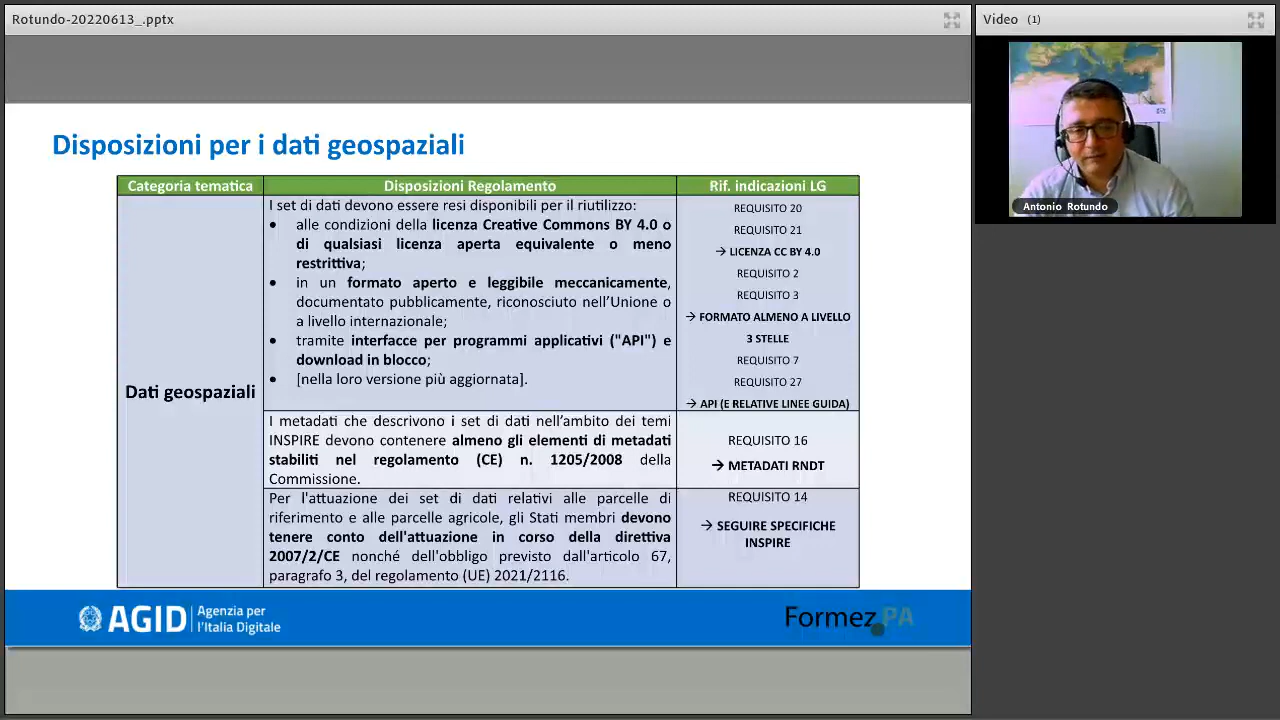 Rotundo-20220613_.pptx
Video (1)
Antonio Rotundo
Disposizioni per i dati geospaziali
Categoria tematica
Disposizioni Regolamento
Rif. indicazioni LG
Dati geospaziali
I set di dati devono essere resi disponibili per il riutilizzo:
• alle condizioni della licenza Creative Commons BY 4.0 o
di qualsiasi licenza aperta equivalente o meno
restrittiva;
• in un formato aperto e leggibile meccanicamente,
documentato pubblicamente, riconosciuto nell'Unione o
a livello internazionale;
• tramite interfacce per programmi applicativi ("API") e
download in blocco;
• [nella loro versione più aggiornata].
REQUISITO 20
REQUISITO 21
→ LICENZA CC BY 4.0
REQUISITO 2
REQUISITO 3
→ FORMATO ALMENO A LIVELLO
3 STELLE
REQUISITO 7
REQUISITO 27
→ API (E RELATIVE LINEE GUIDA)
I metadati che descrivono i set di dati nell'ambito dei temi
INSPIRE devono contenere almeno gli elementi di metadati
stabiliti nel regolamento (CE) n. 1205/2008 della
Commissione.
REQUISITO 16
→ METADATI RNDT
Per l'attuazione dei set di dati relativi alle parcelle di
riferimento e alle parcelle agricole, gli Stati membri devono
tenere conto dell'attuazione in corso della direttiva
2007/2/CE nonché dell'obbligo previsto dall'articolo 67,
paragrafo 3, del regolamento (UE) 2021/2116.
REQUISITO 14
→ SEGUIRE SPECIFICHE
INSPIRE
AGID
Agenzia per
l'Italia Digitale
Formez PA